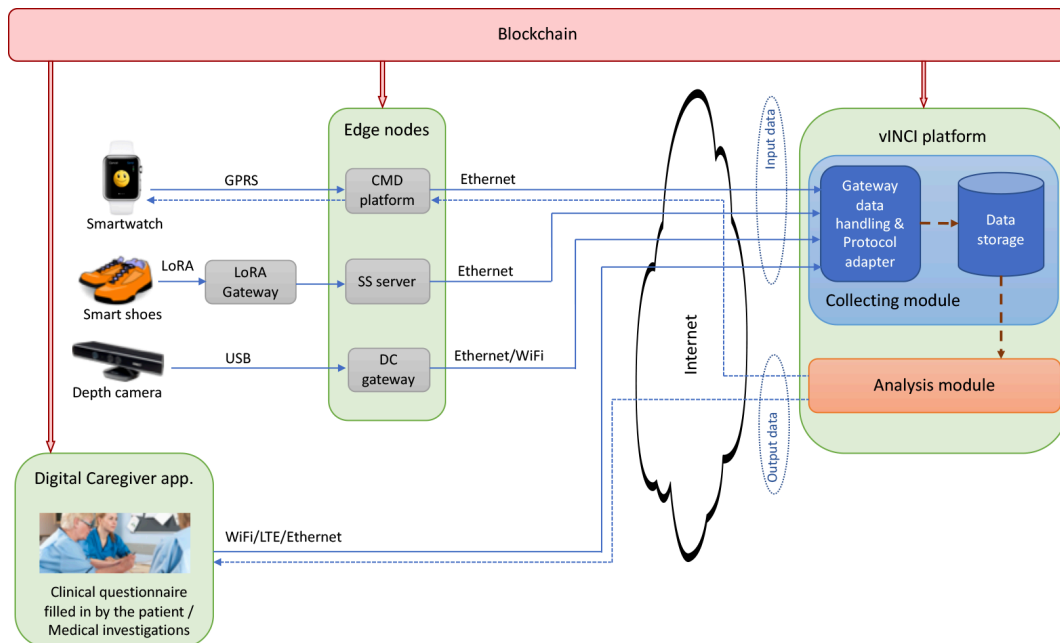 Blockchain
Edge nodes
vINCI platform
Input data
Smartwatch
GPRS
CMD
platform
Ethernet
Gateway
data
handling &
Protocol
adapter
Data
storage
Collecting module
Smart shoes
LoRA
LoRA
Gateway
SS server
Ethernet
Internet
Depth camera
USB
DC
gateway
Ethernet/WiFi
Analysis module
Output data
Digital Caregiver app.
WiFi/LTE/Ethernet
Clinical questionnaire
filled in by the patient /
Medical investigations